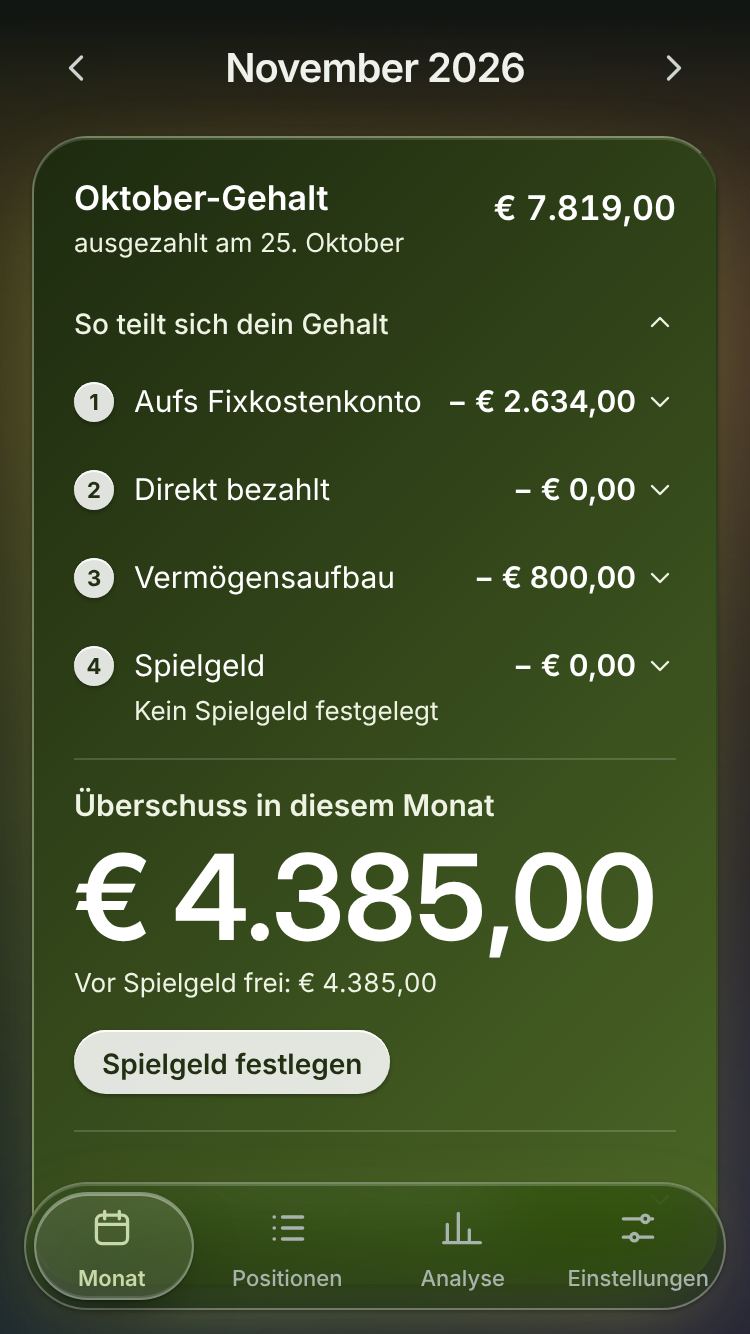 November 2026
Oktober-Gehalt
€ 7.819,00
ausgezahlt am 25. Oktober
So teilt sich dein Gehalt
1 Aufs Fixkostenkonto – € 2.634,00
2 Direkt bezahlt – € 0,00
3 Vermögensaufbau – € 800,00
4 Spielgeld – € 0,00
Kein Spielgeld festgelegt
Überschuss in diesem Monat
€ 4.385,00
Vor Spielgeld frei: € 4.385,00
Spielgeld festlegen
Monat Positionen Analyse Einstellungen